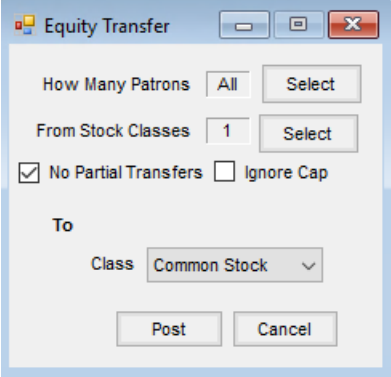 Equity Transfer
How Many Patrons All Select
From Stock Classes 1 Select
No Partial Transfers Ignore Cap
To
Class Common Stock
Post Cancel